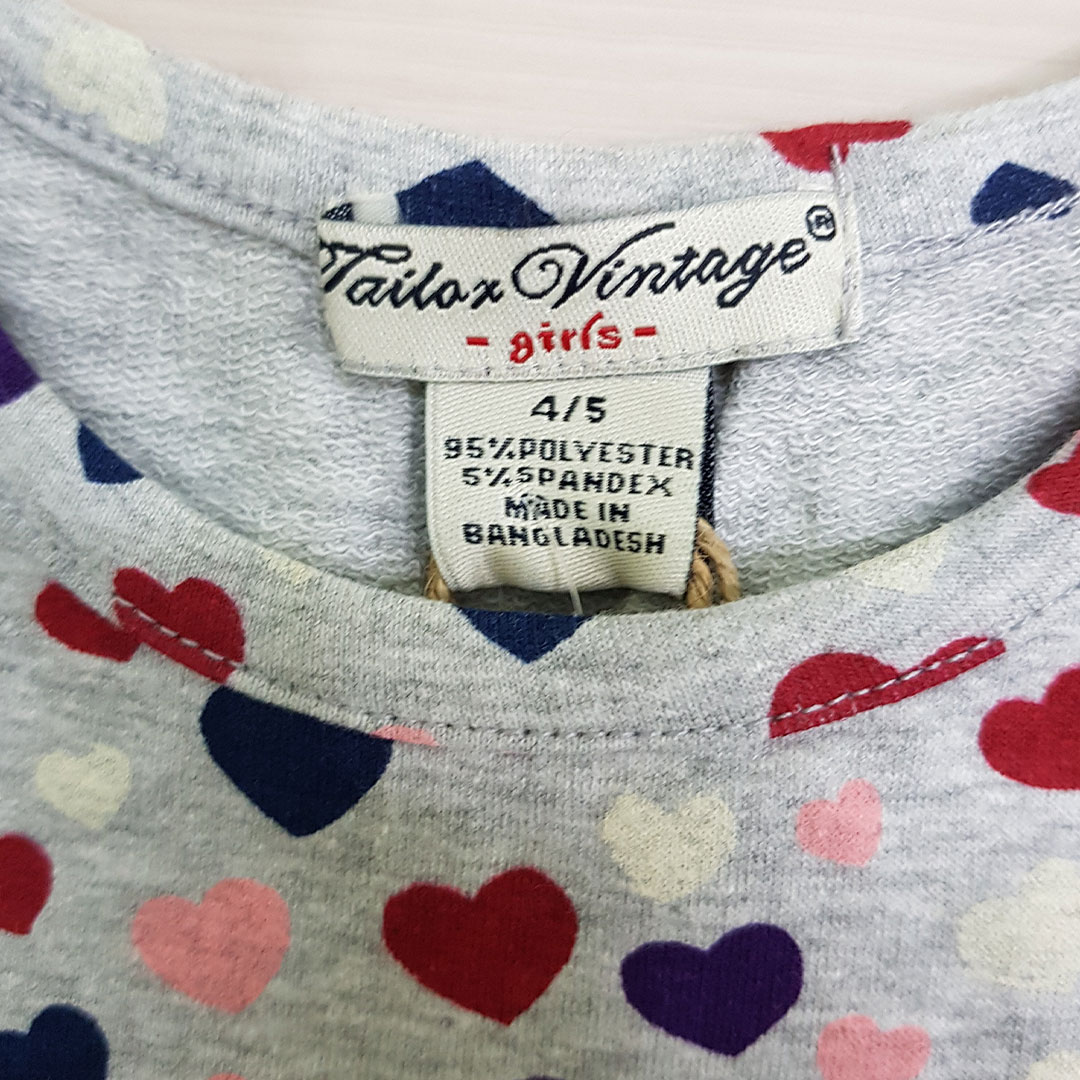 Tailor Vintage®
- girls -
4/5
95%POLYESTER
5%SPANDEX
MADE IN
BANGLADESH